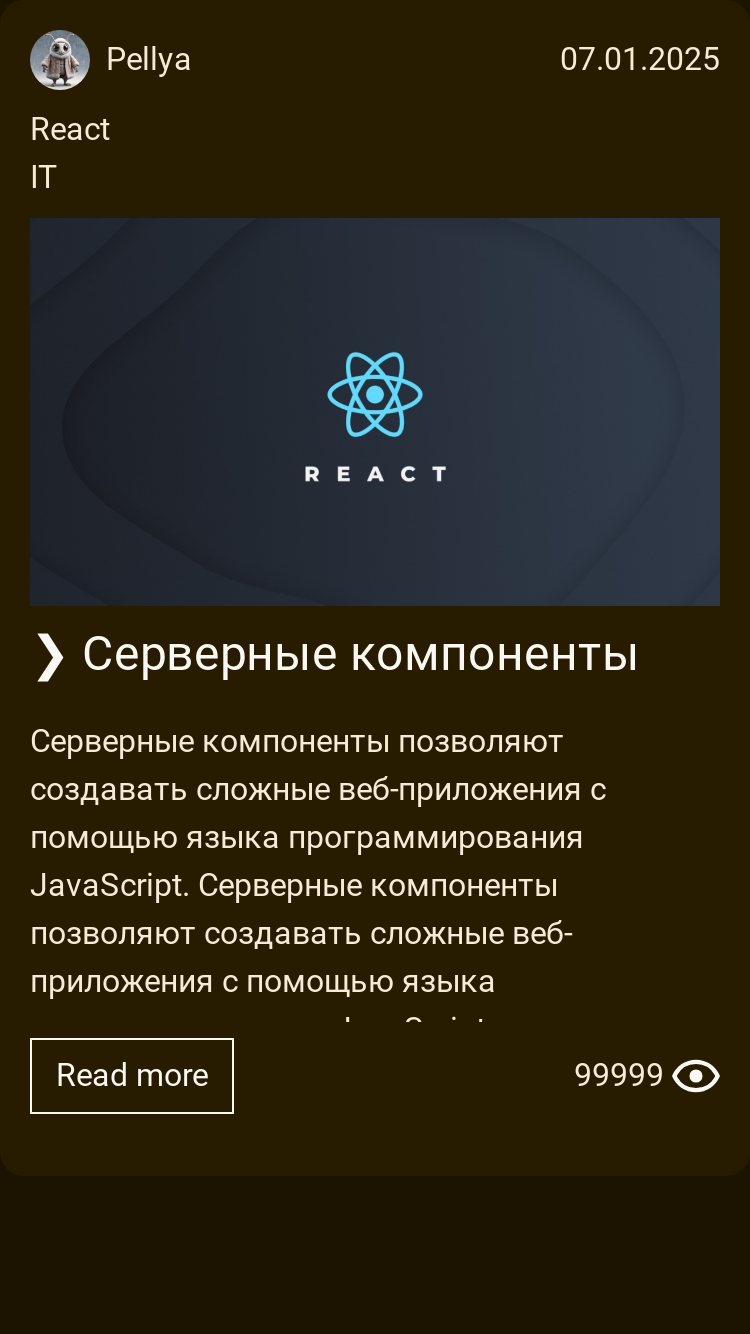 Pellya
07.01.2025
React
IT
REACT
❯ Серверные компоненты
Серверные компоненты позволяют
создавать сложные веб-приложения с
помощью языка программирования
JavaScript. Серверные компоненты
позволяют создавать сложные веб-
приложения с помощью языка
Read more
99999